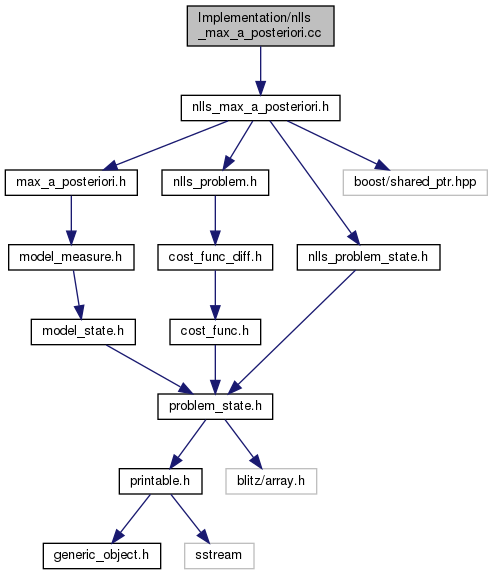 Implementation/nlls
_max_a_posteriori.cc
nlls_max_a_posteriori.h
max_a_posteriori.h
nlls_problem.h
boost/shared_ptr.hpp
model_measure.h
cost_func_diff.h
nlls_problem_state.h
model_state.h
cost_func.h
problem_state.h
printable.h
blitz/array.h
generic_object.h
sstream